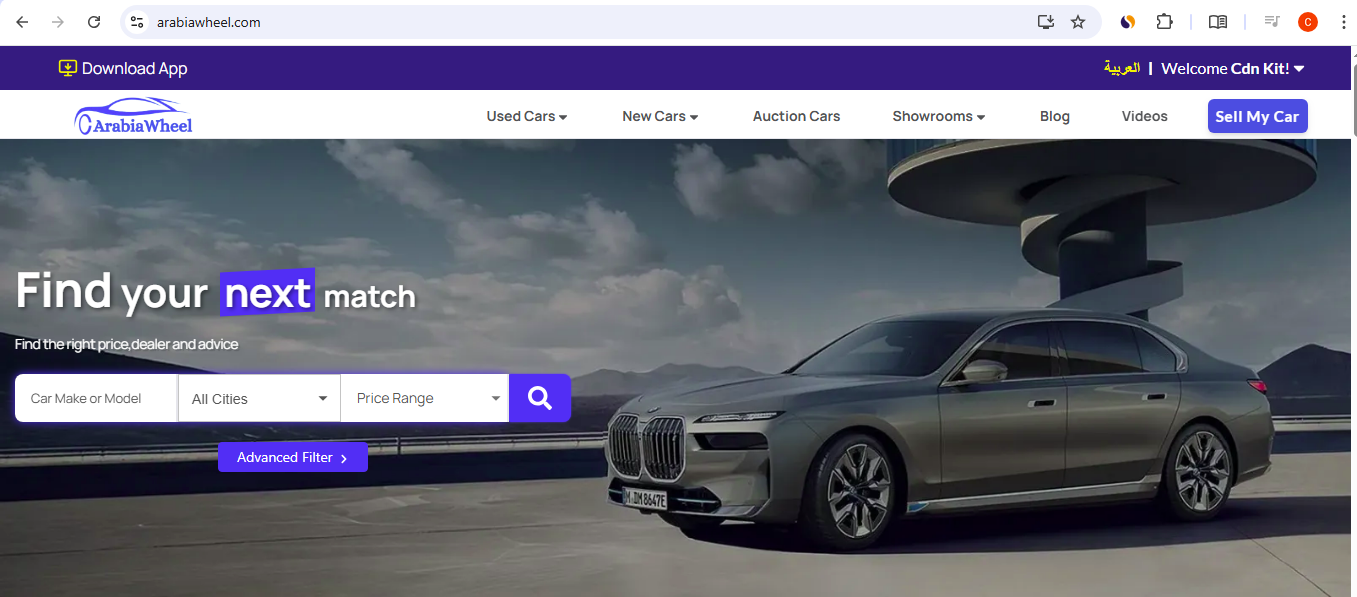 arabiawheel.com
C
Download App
العربية | Welcome Cdn Kit!
ArabiaWheel
Used Cars
New Cars
Auction Cars
Showrooms
Blog
Videos
Sell My Car
Find your next match
Find the right price,dealer and advice
Car Make or Model
All Cities
Price Range
Advanced Filter
M DM 8647E